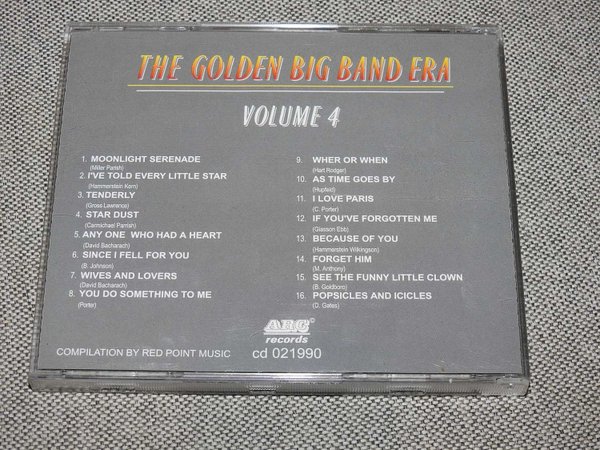 THE GOLDEN BIG BAND ERA
VOLUME 4
1. MOONLIGHT SERENADE
(Miller Parish)
2. I'VE TOLD EVERY LITTLE STAR
(Hammerstein Kern)
3. TENDERLY
(Gross Lawrence)
4. STAR DUST
(Carmichael Parrish)
5. ANY ONE WHO HAD A HEART
(David Bacharach)
6. SINCE I FELL FOR YOU
(B. Johnson)
7. WIVES AND LOVERS
(David Bacharach)
8. YOU DO SOMETHING TO ME
(Porter)
9. WHER OR WHEN
(Hart Rodger)
10. AS TIME GOES BY
(Hupfeld)
11. I LOVE PARIS
(C. Porter)
12. IF YOU'VE FORGOTTEN ME
(Glasson Ebb)
13. BECAUSE OF YOU
(Hammerstein Wilkingson)
14. FORGET HIM
(M. Anthony)
15. SEE THE FUNNY LITTLE CLOWN
(B. Goldboro)
16. POPSICLES AND ICICLES
(D. Gates)
ARC©
records
COMPILATION BY RED POINT MUSIC
cd 021990